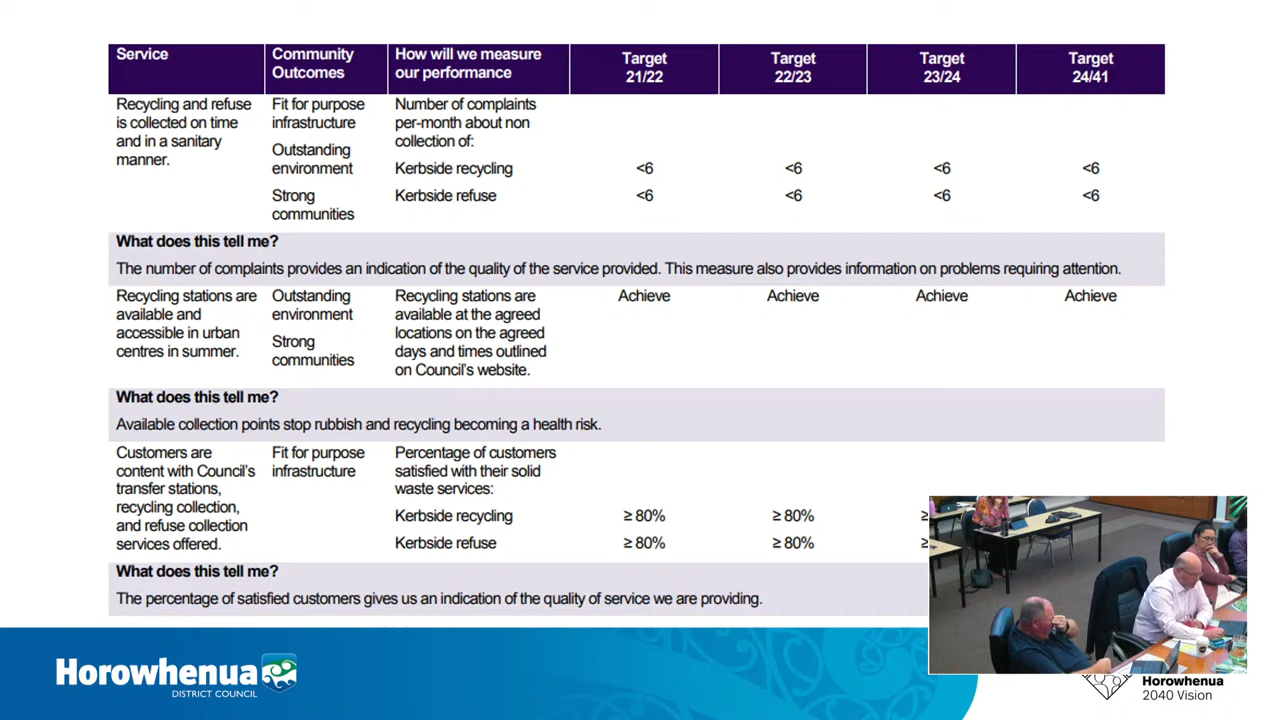 Service
Community
Outcomes
How will we measure
our performance
Target
21/22
Target
22/23
Target
23/24
Target
24/41
Recycling and refuse
is collected on time
and in a sanitary
manner.
Fit for purpose
infrastructure
Outstanding
environment
Strong
communities
Number of complaints
per-month about non
collection of:
Kerbside recycling
<6
<6
<6
<6
Kerbside refuse
<6
<6
<6
<6
What does this tell me?
The number of complaints provides an indication of the quality of the service provided. This measure also provides information on problems requiring attention.
Recycling stations are
available and
accessible in urban
centres in summer.
Outstanding
environment
Strong
communities
Recycling stations are
available at the agreed
locations on the agreed
days and times outlined
on Council's website.
Achieve
Achieve
Achieve
Achieve
What does this tell me?
Available collection points stop rubbish and recycling becoming a health risk.
Customers are
content with Council's
transfer stations,
recycling collection,
and refuse collection
services offered.
Fit for purpose
infrastructure
Percentage of customers
satisfied with their solid
waste services:
Kerbside recycling
≥ 80%
≥ 80%
Kerbside refuse
≥ 80%
≥ 80%
What does this tell me?
The percentage of satisfied customers gives us an indication of the quality of service we are providing.
Horowhenua
DISTRICT COUNCIL
Horowhenua
2040 Vision